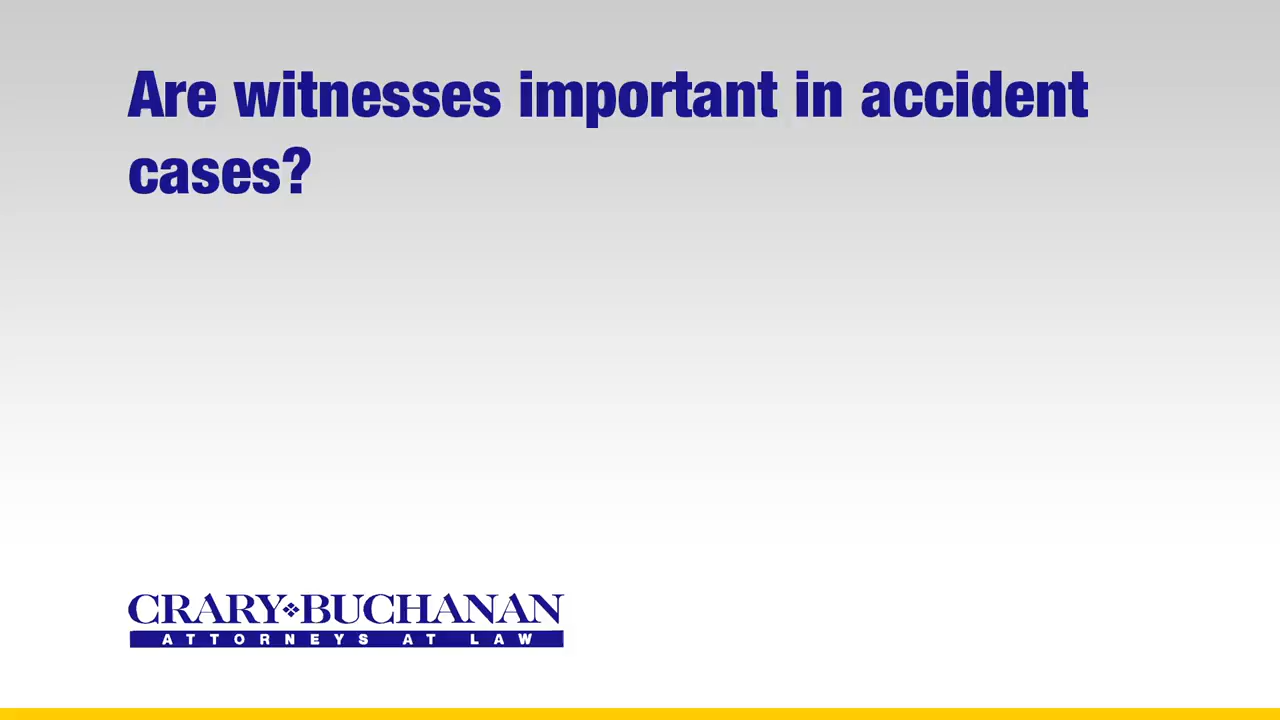 Are witnesses important in accident
cases?
CRARY❖BUCHANAN
ATTORNEYS AT LAW